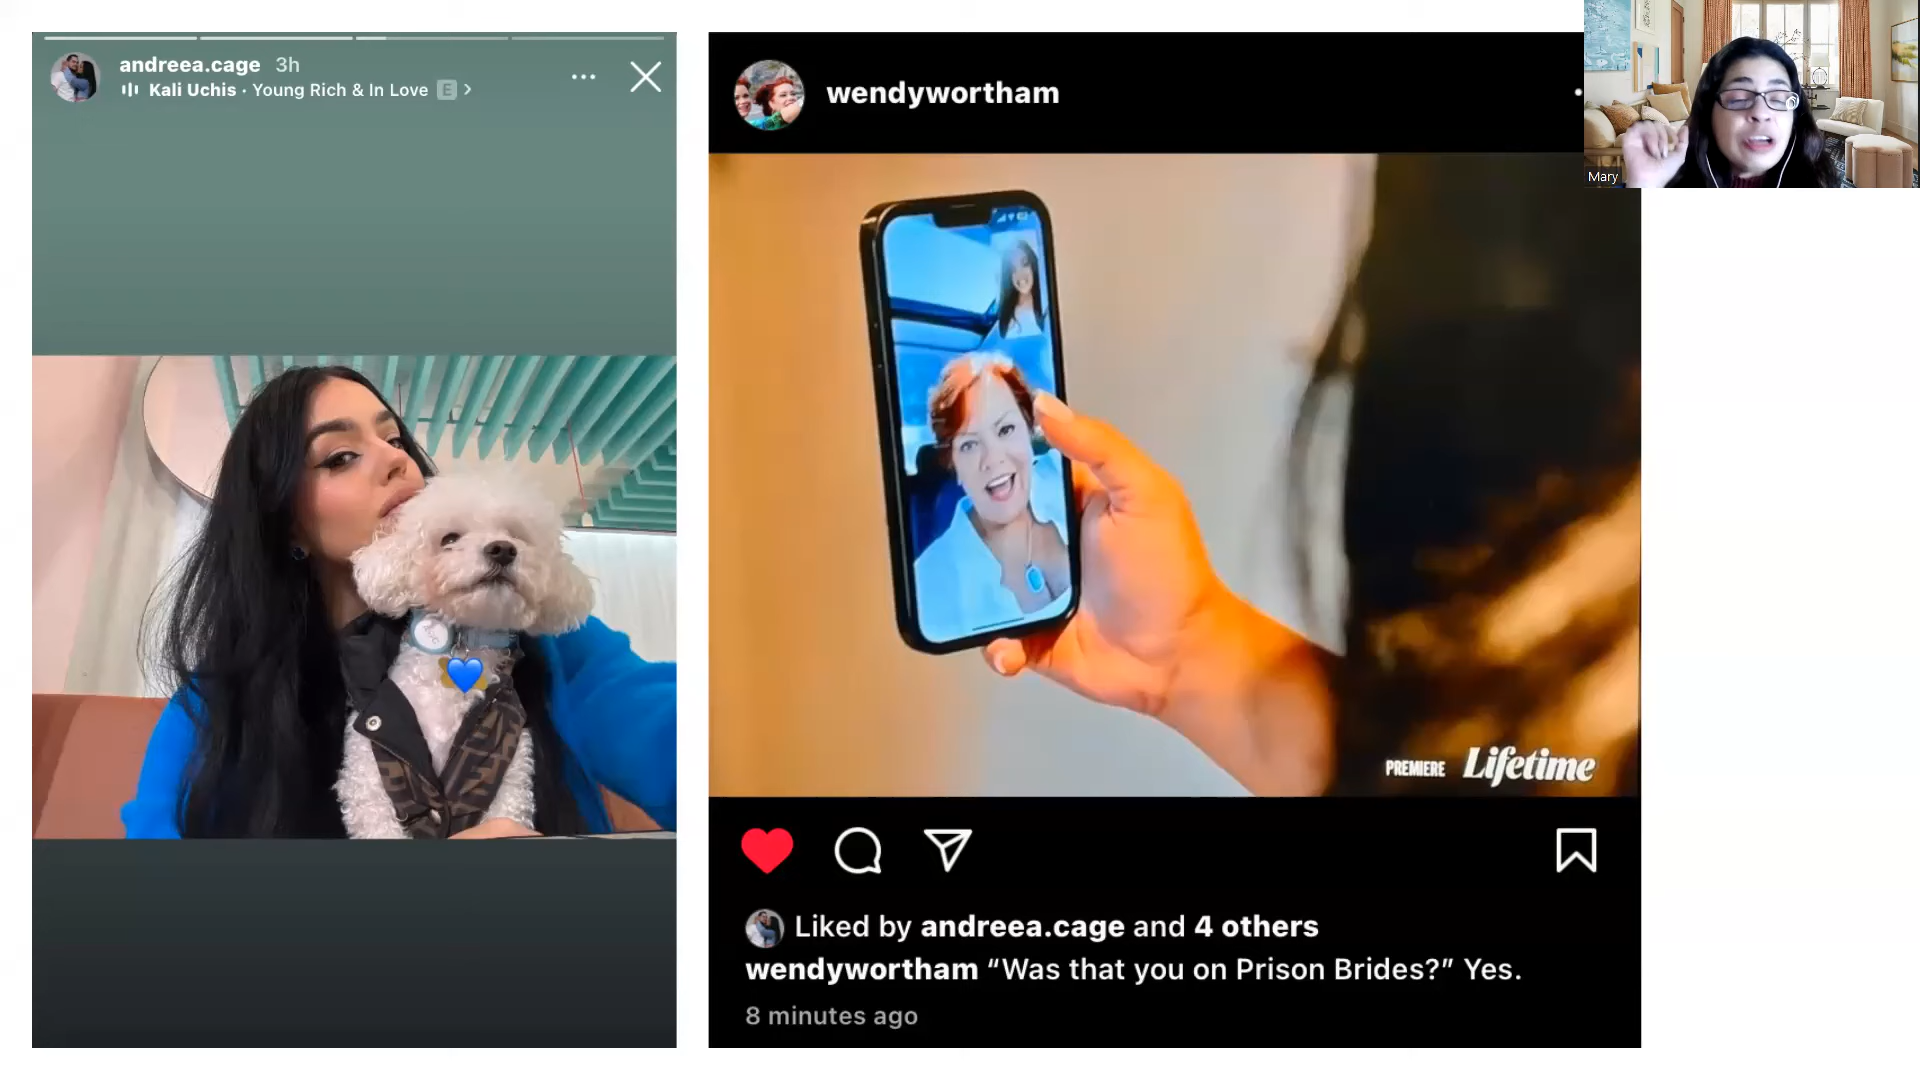 andreea.cage 3h
Kali Uchis · Young Rich & In Love E
wendywortham
Mary
PREMIERE Lifetime
Liked by andreea.cage and 4 others
wendywortham “Was that you on Prison Brides?” Yes.
8 minutes ago